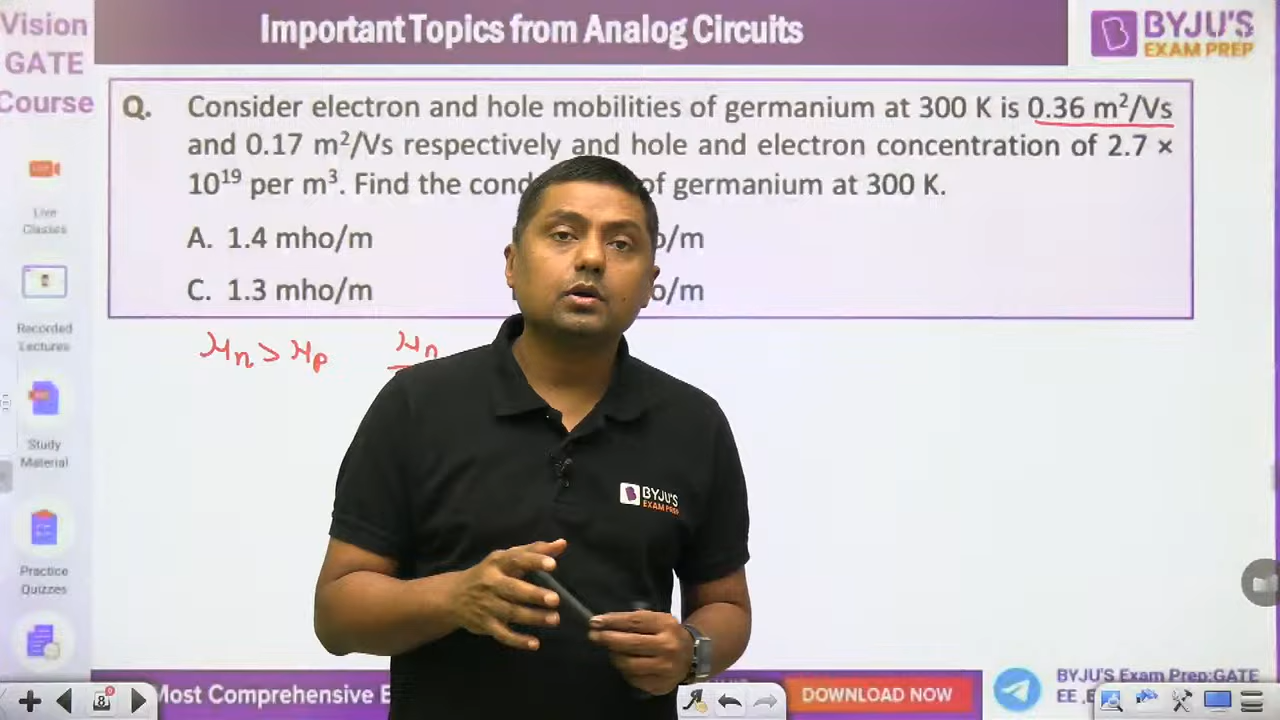 Vision
GATE
Course
Important Topics from Analog Circuits
BYJU'S
EXAM PREP
Q. Consider electron and hole mobilities of germanium at 300 K is 0.36 m²/Vs
and 0.17 m²/Vs respectively and hole and electron concentration of 2.7 ×
10¹⁹ per m³. Find the cond of germanium at 300 K.
A. 1.4 mho/m o/m
C. 1.3 mho/m o/m
μn > μp μn
Live
Classes
Recorded
Lectures
Study
Material
Practice
Quizzes
BYJU'S
EXAM PREP
Most Comprehensive E
DOWNLOAD NOW
BYJU'S Exam Prep:GATE
EE ,E
8